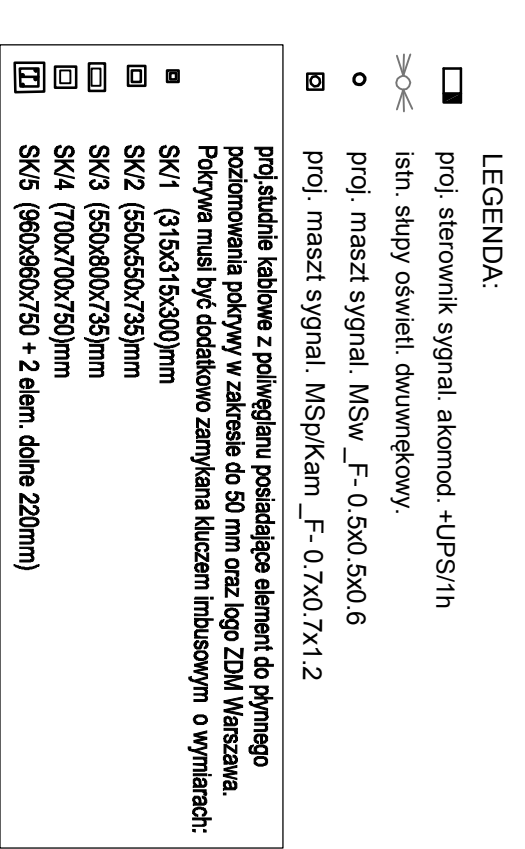 LEGENDA:
proj. sterownik sygnal. akomod. +UPS/1h
istn. słupy oświetl. dwuwnękowy.
proj. maszt sygnal. MSw _F- 0.5x0.5x0.6
proj. maszt sygnal. MSp/Kam _F- 0.7x0.7x1.2
proj.studnie kablowe z poliwęglanu posiadające element do płynnego
poziomowania pokrywy w zakresie do 50 mm oraz logo ZDM Warszawa.
Pokrywa musi być dodatkowo zamykana kluczem imbusowym o wymiarach:
SK/1 (315x315x300)mm
SK/2 (550x550x735)mm
SK/3 (550x800x735)mm
SK/4 (700x700x750)mm
SK/5 (960x960x750 + 2 elem. dolne 220mm)